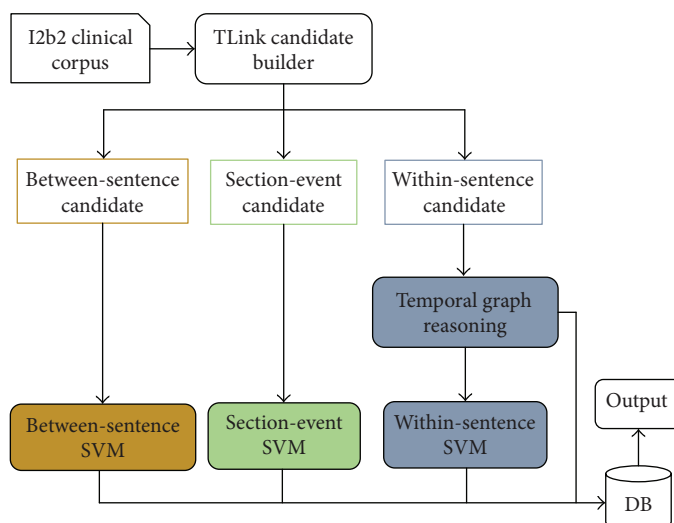 I2b2 clinical
corpus
TLink candidate
builder
Between-sentence
candidate
Section-event
candidate
Within-sentence
candidate
Temporal graph
reasoning
Between-sentence
SVM
Section-event
SVM
Within-sentence
SVM
Output
DB